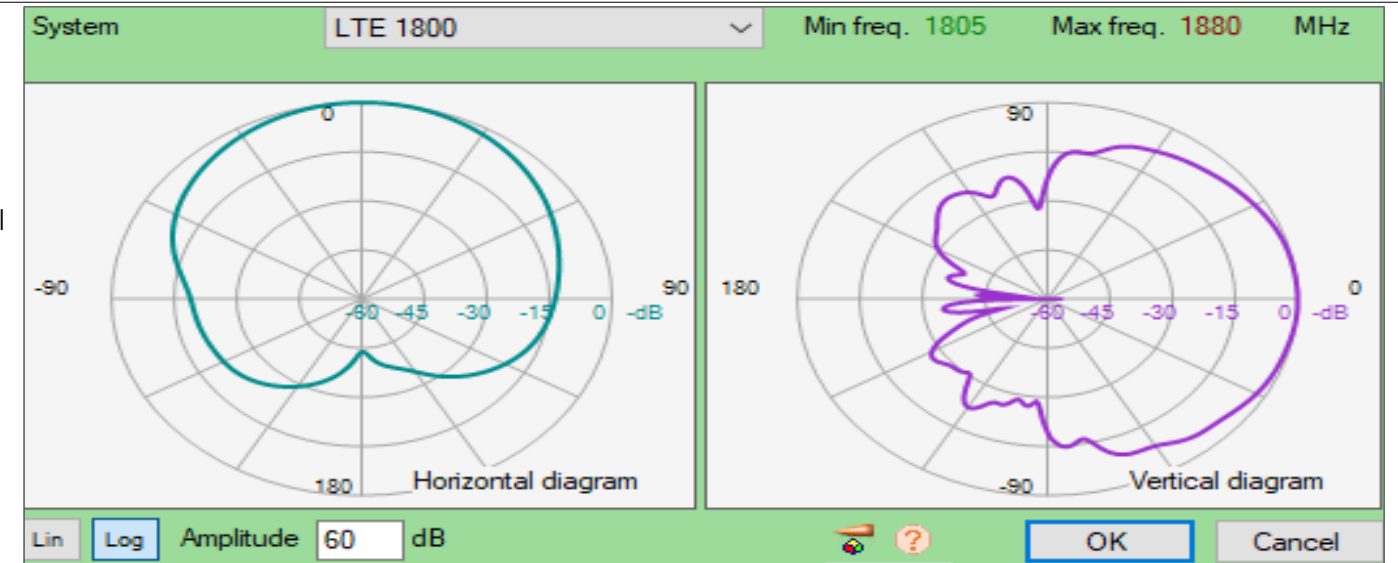 System LTE 1800 Min freq. 1805 Max freq. 1880 MHz
0
-90 90
-60 -45 -30 -15 0 -dB
180 Horizontal diagram
90
180 0
-60 -45 -30 -15 0 -dB
-90 Vertical diagram
Lin Log Amplitude 60 dB ? OK Cancel